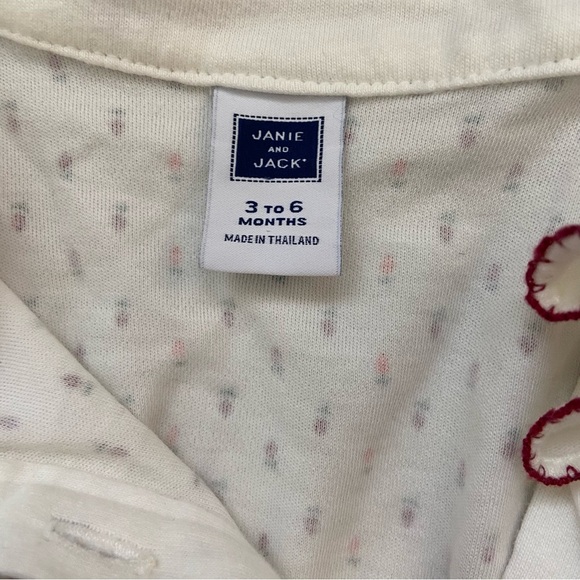 JANIE
AND
JACK
3 TO 6
MONTHS
MADE IN THAILAND